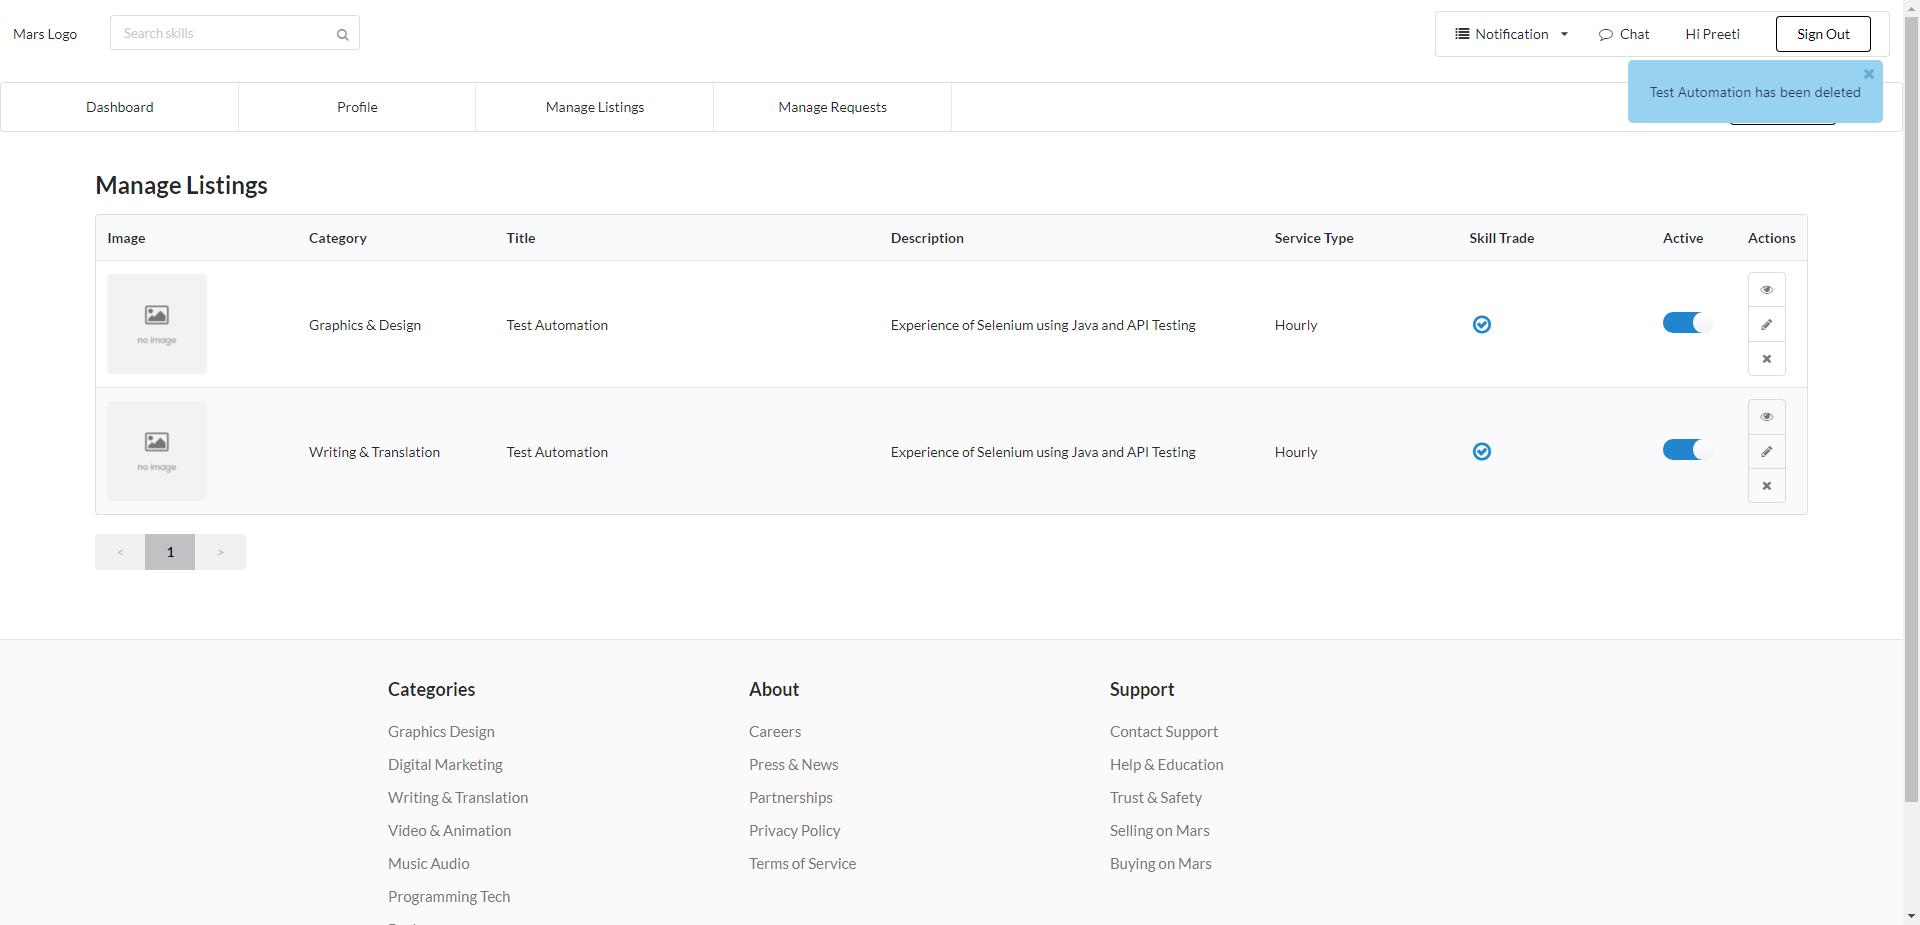 Mars Logo
Search skills
Notification
Chat
Hi Preeti
Sign Out
Test Automation has been deleted
Dashboard
Profile
Manage Listings
Manage Requests
Manage Listings
Image Category Title Description Service Type Skill Trade Active Actions
no image
Graphics & Design Test Automation Experience of Selenium using Java and API Testing Hourly
no image
Writing & Translation Test Automation Experience of Selenium using Java and API Testing Hourly
< 1 >
Categories
Graphics Design
Digital Marketing
Writing & Translation
Video & Animation
Music Audio
Programming Tech
About
Careers
Press & News
Partnerships
Privacy Policy
Terms of Service
Support
Contact Support
Help & Education
Trust & Safety
Selling on Mars
Buying on Mars